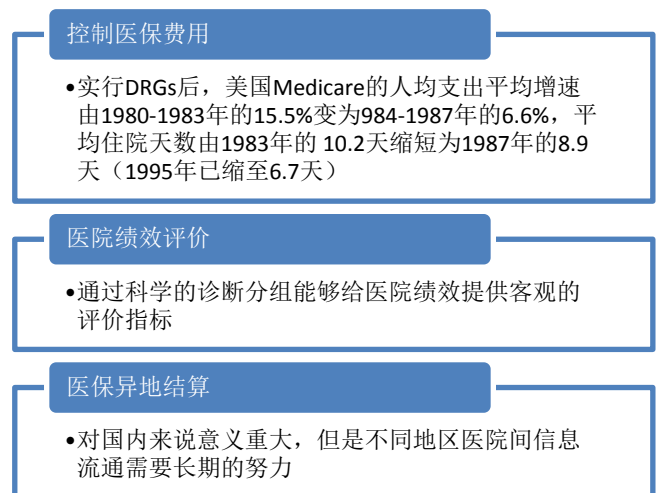 控制医保费用
•实行DRGs后，美国Medicare的人均支出平均增速
由1980-1983年的15.5%变为984-1987年的6.6%，平
均住院天数由1983年的 10.2天缩短为1987年的8.9
天（1995年已缩至6.7天）
医院绩效评价
•通过科学的诊断分组能够给医院绩效提供客观的
评价指标
医保异地结算
•对国内来说意义重大，但是不同地区医院间信息
流通需要长期的努力